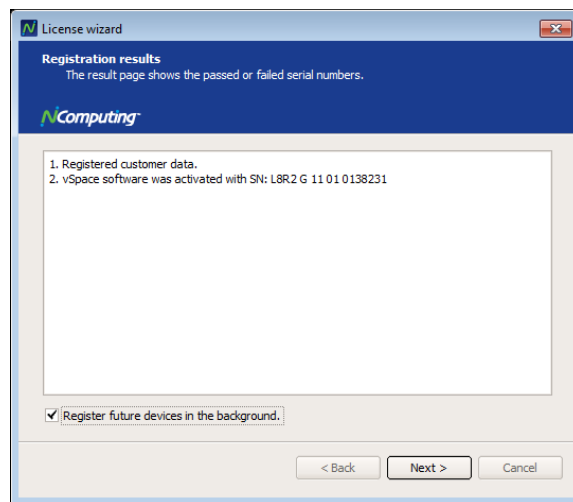 License wizard
Registration results
The result page shows the passed or failed serial numbers.
NComputing
1. Registered customer data.
2. vSpace software was activated with SN: L8R2 G 11 01 0138231
Register future devices in the background.
< Back Next > Cancel